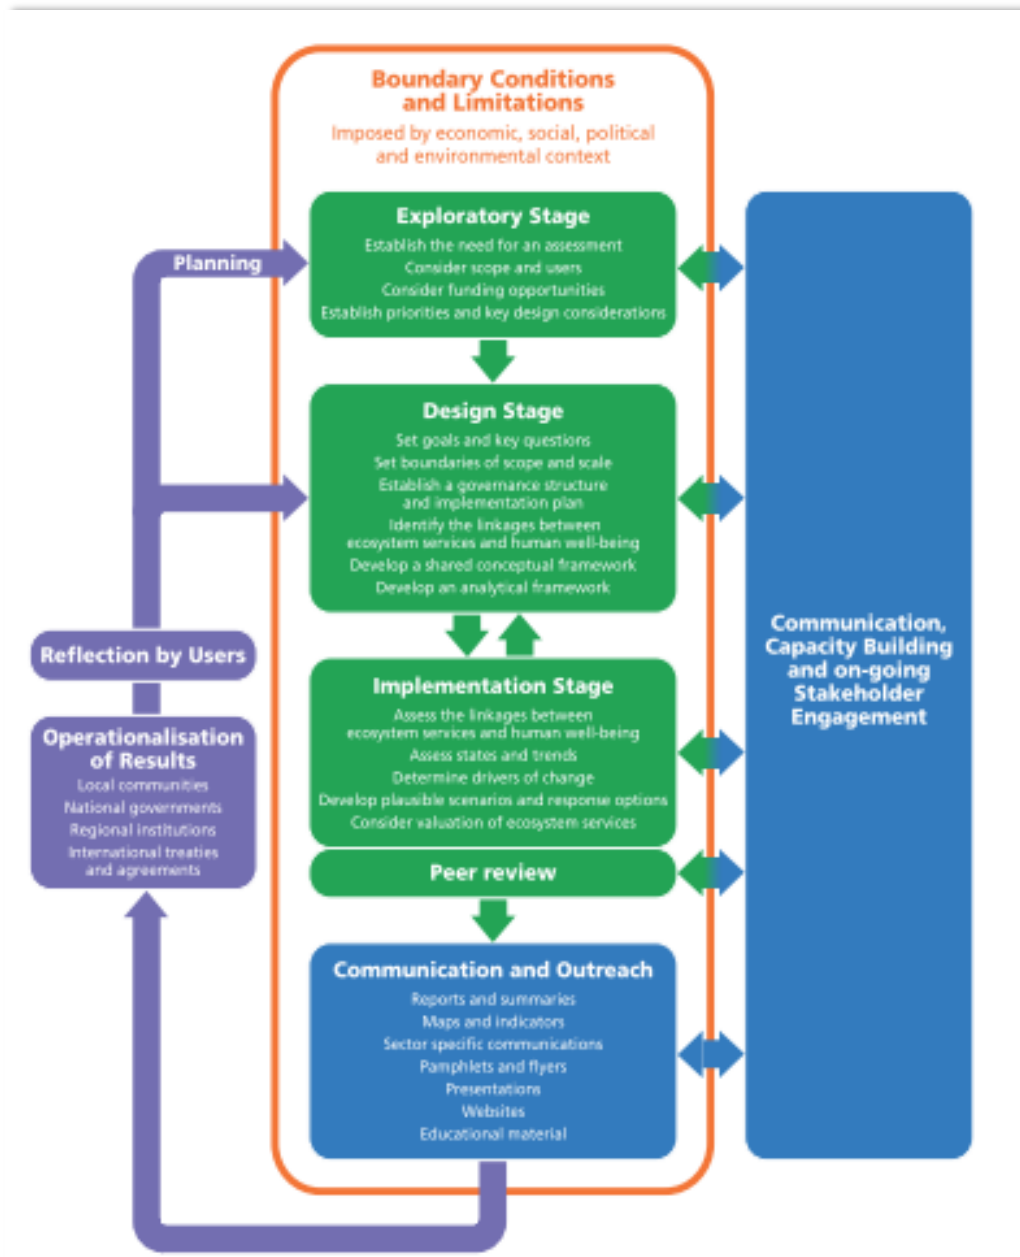 Boundary Conditions
and Limitations
Imposed by economic, social, political
and environmental context
Exploratory Stage
Establish the need for an assessment
Consider scope and users
Consider funding opportunities
Establish priorities and key design considerations
Planning
Design Stage
Set goals and key questions
Set boundaries of scope and scale
Establish a governance structure
and implementation plan
Identify the linkages between
ecosystem services and human well-being
Develop a shared conceptual framework
Develop an analytical framework
Reflection by Users
Operationalisation
of Results
Local communities
National governments
Regional institutions
International treaties
and agreements
Implementation Stage
Assess the linkages between
ecosystem services and human well-being
Assess states and trends
Determine drivers of change
Develop plausible scenarios and response options
Consider valuation of ecosystem services
Peer review
Communication and Outreach
Reports and summaries
Maps and indicators
Sector specific communications
Pamphlets and flyers
Presentations
Websites
Educational material
Communication,
Capacity Building
and on-going
Stakeholder
Engagement